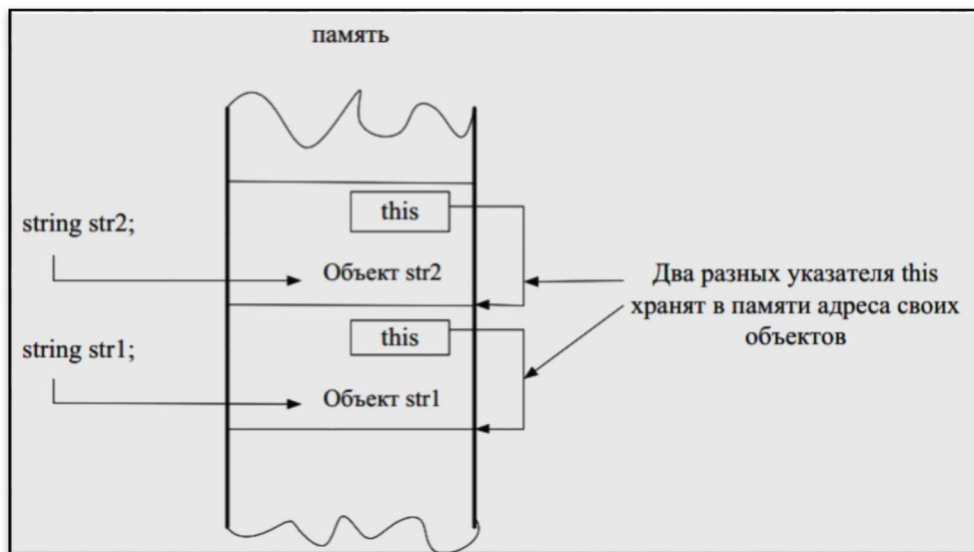 память
this
string str2;
Объект str2
Два разных указателя this
хранят в памяти адреса своих
объектов
this
string str1;
Объект str1